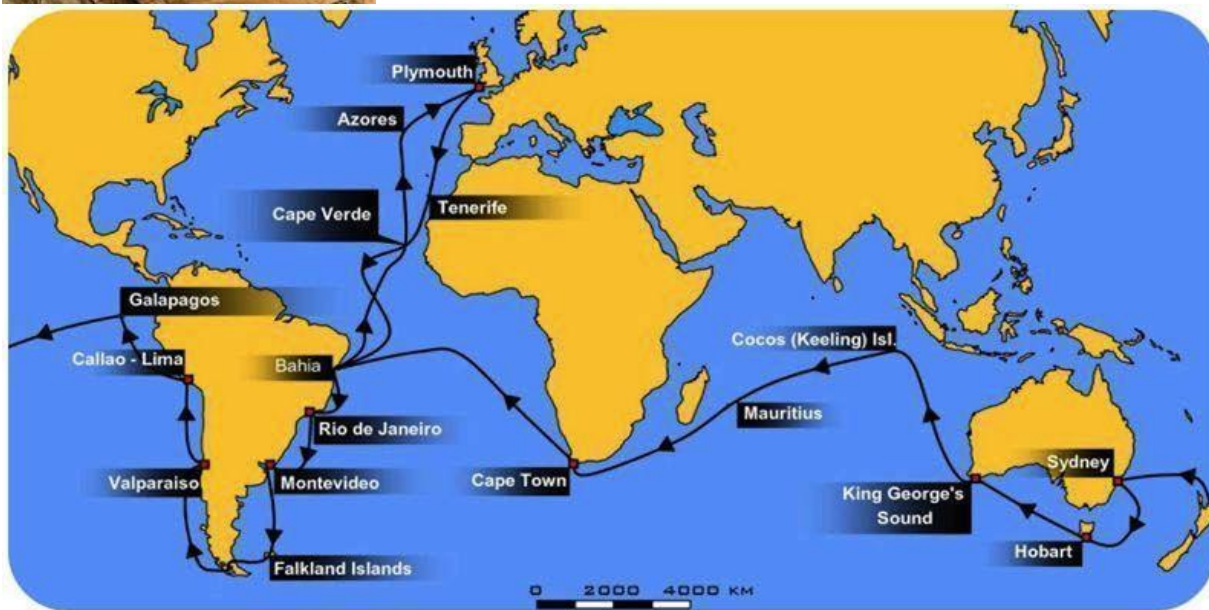 Plymouth
Azores
Cape Verde
Tenerife
Galapagos
Callao - Lima
Bahia
Cocos (Keeling) Isl.
Mauritius
Rio de Janeiro
Sydney
Valparaiso
Montevideo
Cape Town
King George's
Sound
Hobart
Falkland Islands
0 2000 4000 KM